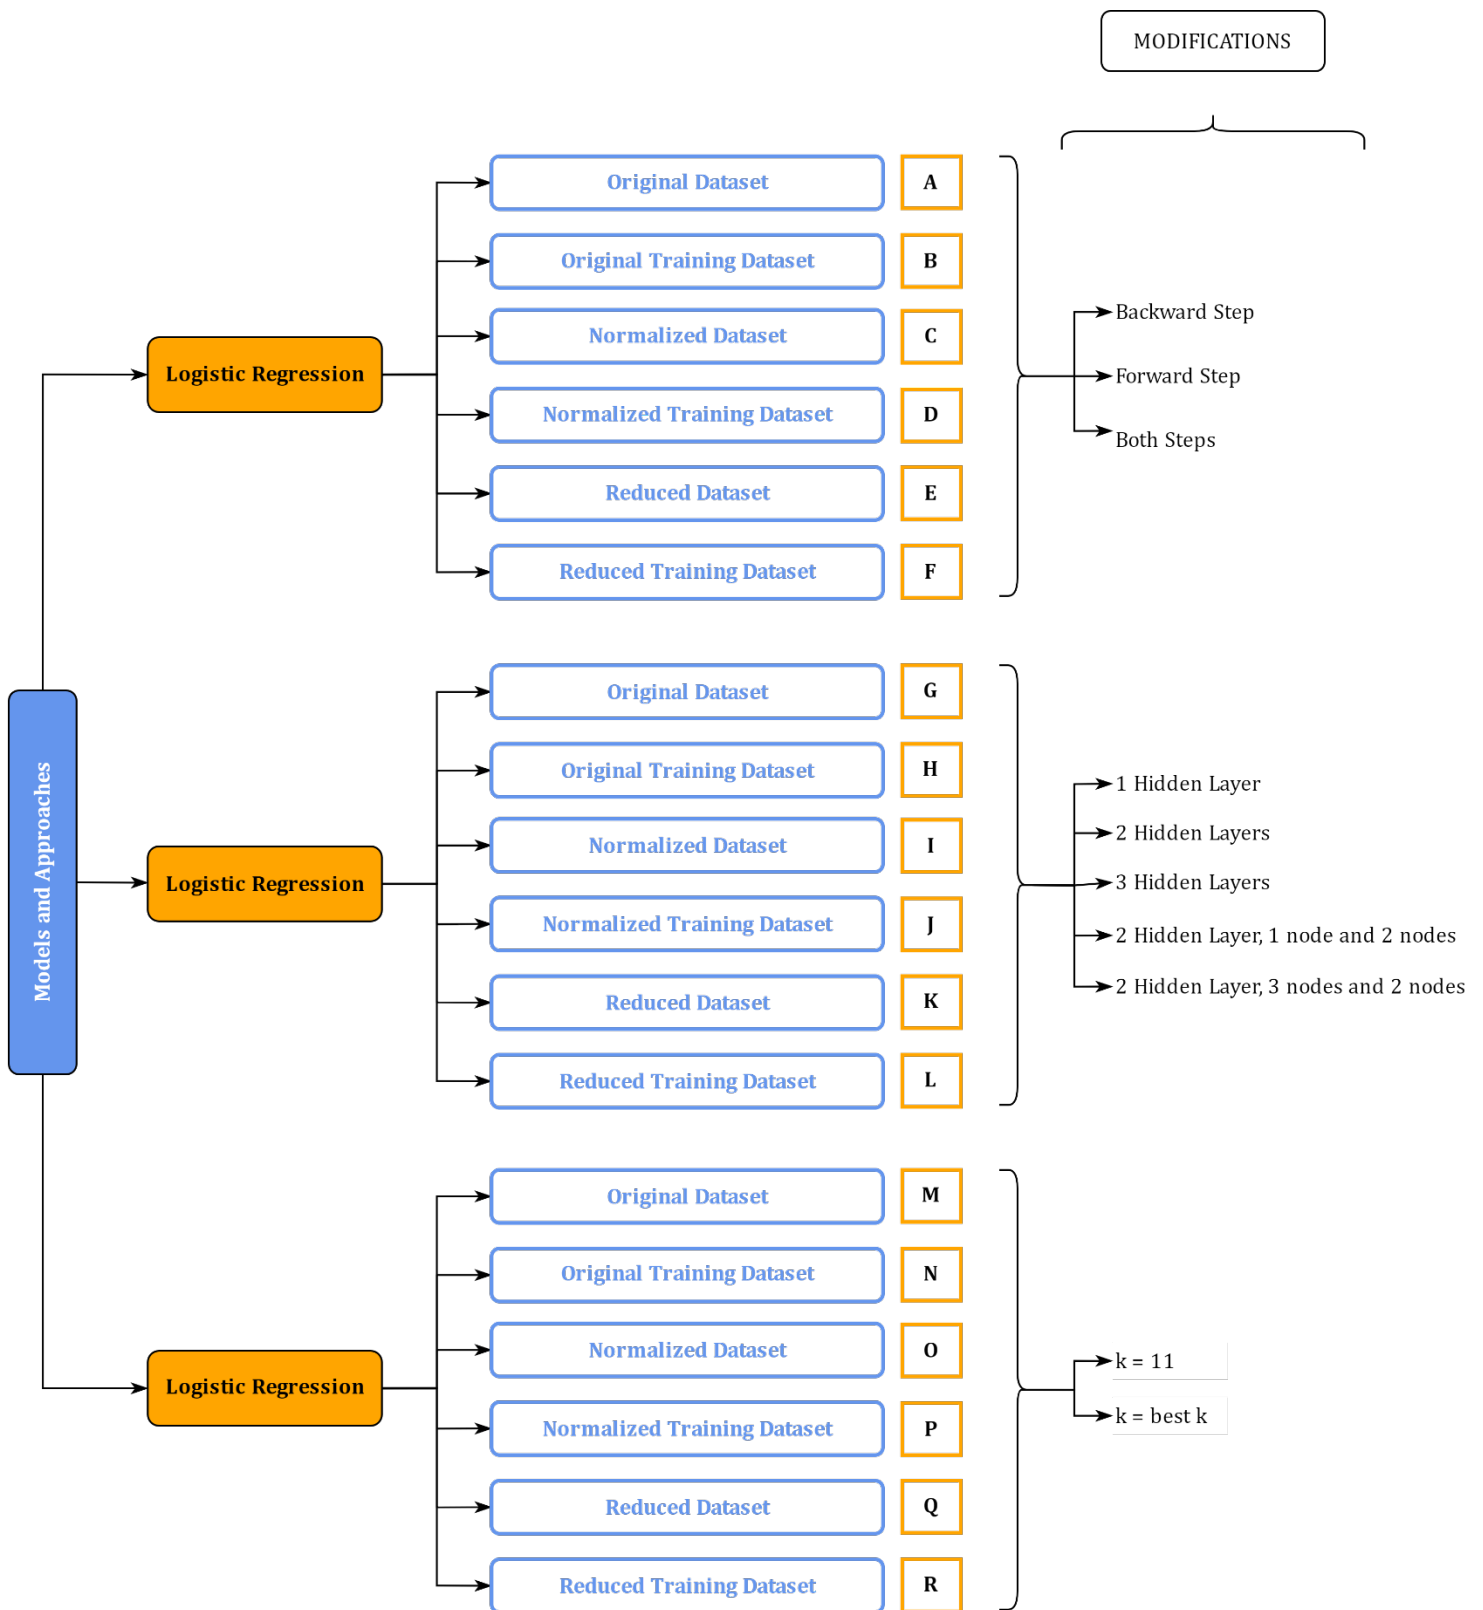 MODIFICATIONS
Models and Approaches
Logistic Regression
Original Dataset
A
Original Training Dataset
B
Normalized Dataset
C
Normalized Training Dataset
D
Reduced Dataset
E
Reduced Training Dataset
F
Backward Step
Forward Step
Both Steps
Logistic Regression
Original Dataset
G
Original Training Dataset
H
Normalized Dataset
I
Normalized Training Dataset
J
Reduced Dataset
K
Reduced Training Dataset
L
1 Hidden Layer
2 Hidden Layers
3 Hidden Layers
2 Hidden Layer, 1 node and 2 nodes
2 Hidden Layer, 3 nodes and 2 nodes
Logistic Regression
Original Dataset
M
Original Training Dataset
N
Normalized Dataset
O
Normalized Training Dataset
P
Reduced Dataset
Q
Reduced Training Dataset
R
k = 11
k = best k